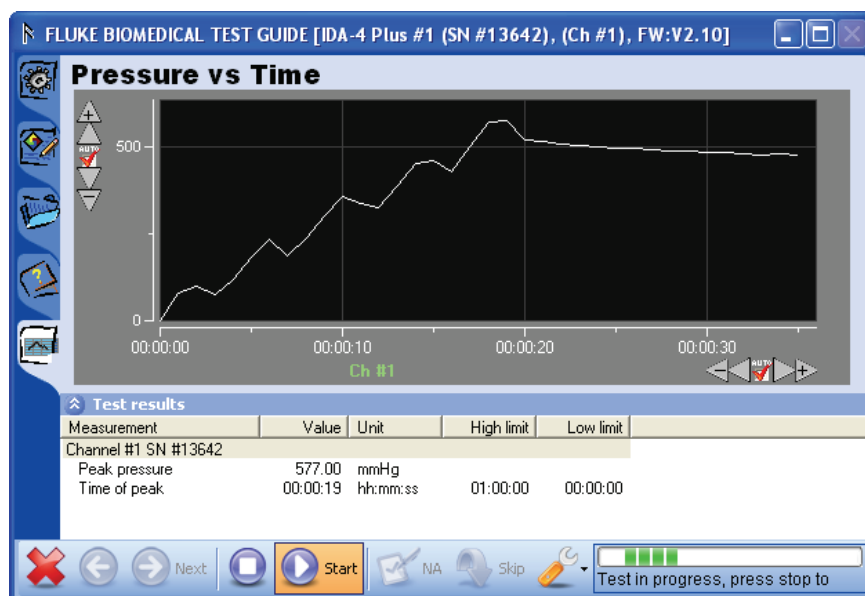 FLUKE BIOMEDICAL TEST GUIDE [IDA-4 Plus #1 (SN #13642), (Ch #1), FW:V2.10]
Pressure vs Time
AUTO
500
0
00:00:00 00:00:10 00:00:20 00:00:30
Ch #1
AUTO
Test results
Measurement Value Unit High limit Low limit
Channel #1 SN #13642
Peak pressure 577.00 mmHg
Time of peak 00:00:19 hh:mm:ss 01:00:00 00:00:00
Next Start NA Skip
Test in progress, press stop to